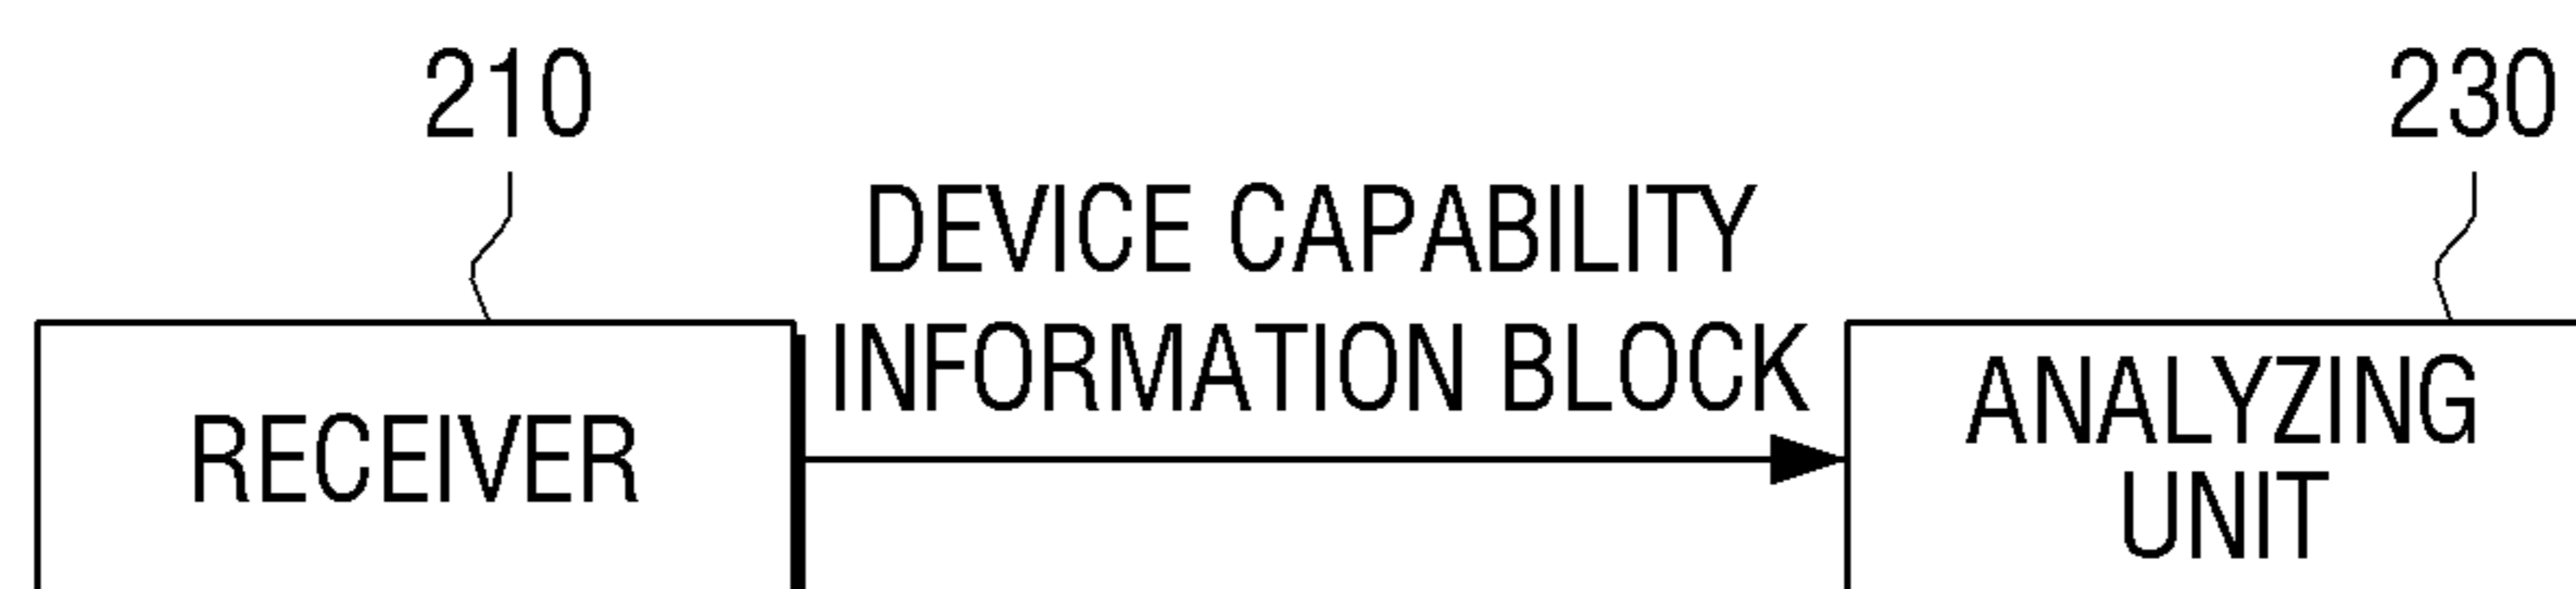 210
230
DEVICE CAPABILITY
INFORMATION BLOCK
RECEIVER
ANALYZING
UNIT